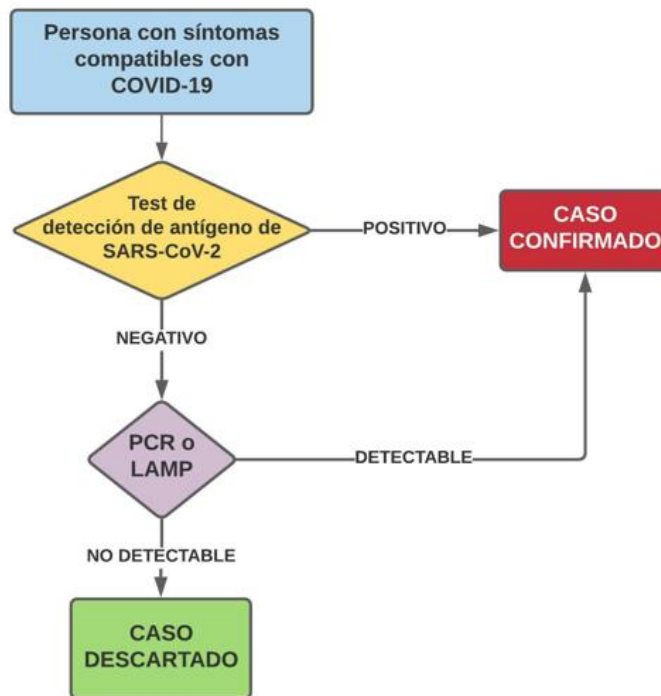 Persona con síntomas
compatibles con
COVID-19
Test de
detección de antígeno de
SARS-CoV-2
POSITIVO
CASO
CONFIRMADO
NEGATIVO
PCR o
LAMP
DETECTABLE
NO DETECTABLE
CASO
DESCARTADO